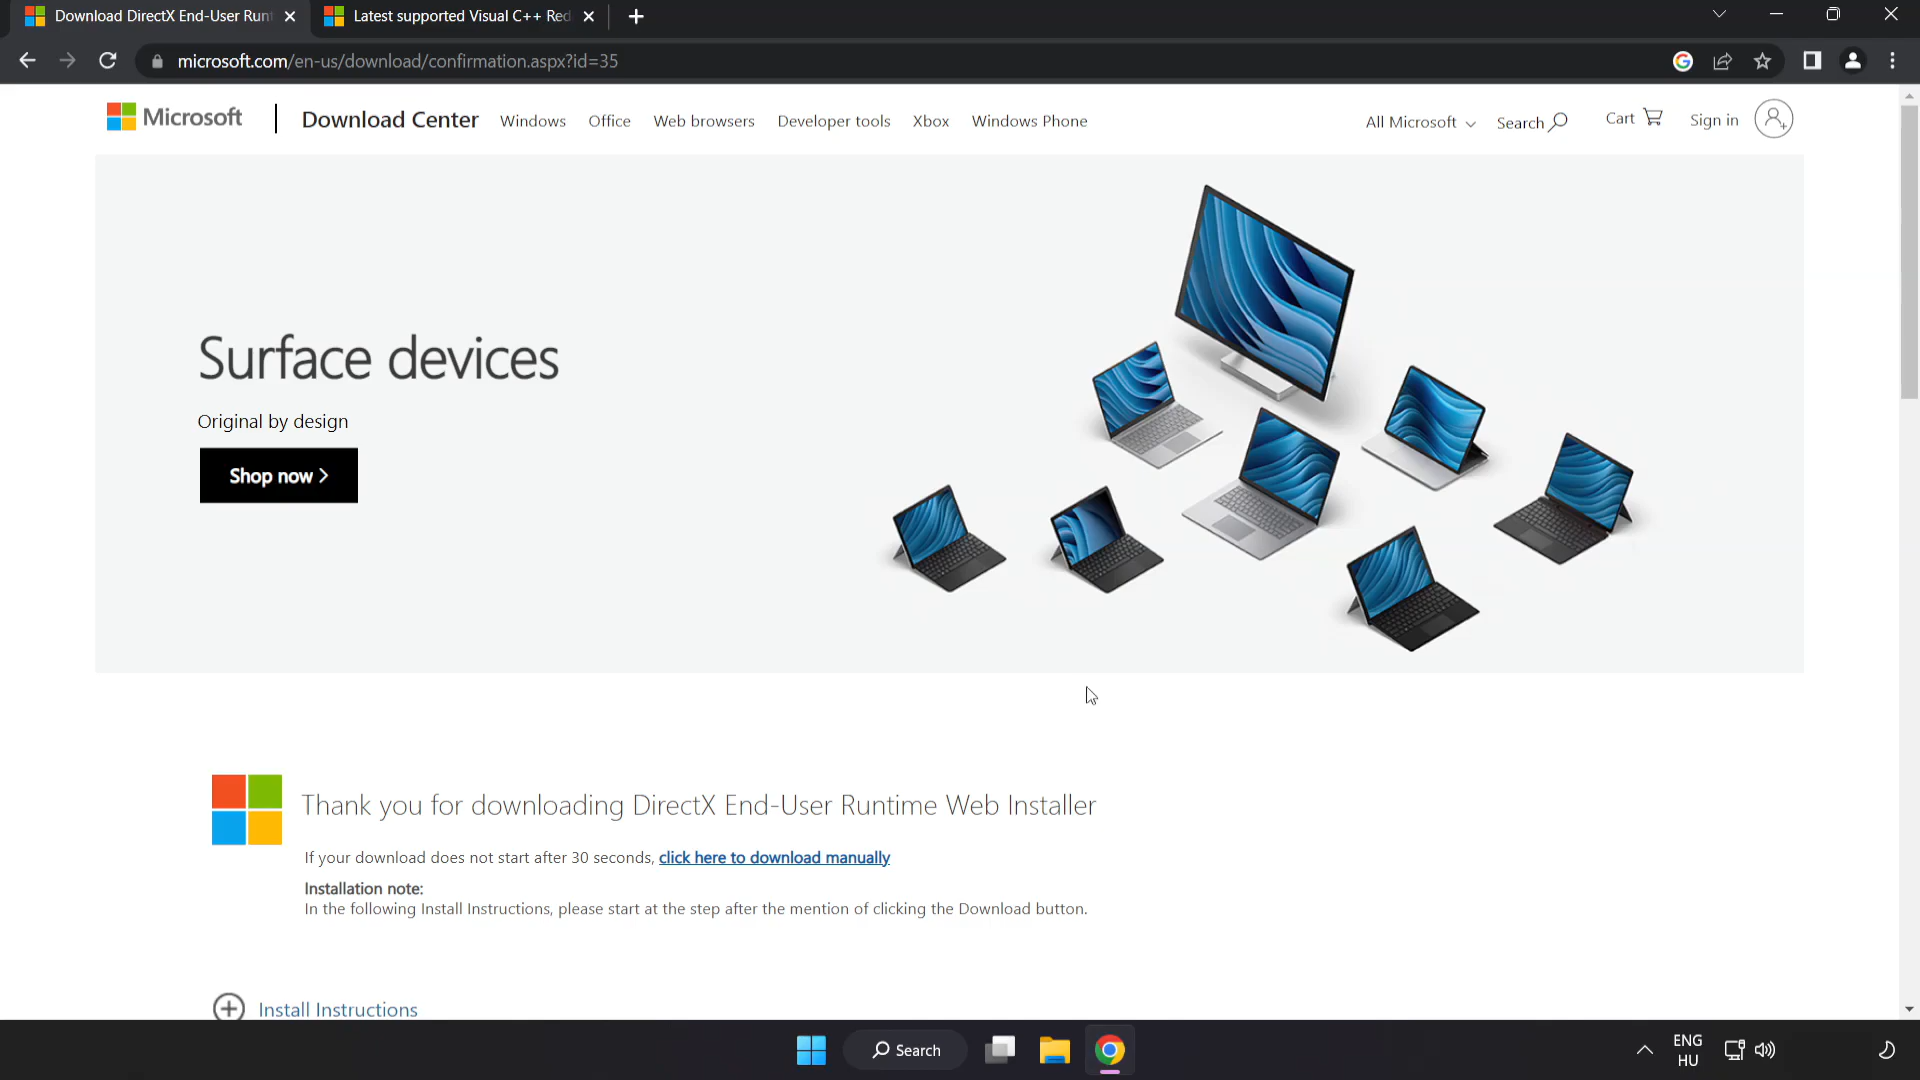 Download DirectX End-User Runt
Latest supported Visual C++ Red
microsoft.com/en-us/download/confirmation.aspx?id=35
Microsoft
Download Center
Windows
Office
Web browsers
Developer tools
Xbox
Windows Phone
All Microsoft
Search
Cart
Sign in
Surface devices
Original by design
Shop now
Thank you for downloading DirectX End-User Runtime Web Installer
If your download does not start after 30 seconds, click here to download manually
Installation note:
In the following Install Instructions, please start at the step after the mention of clicking the Download button.
Install Instructions
Search
ENG
HU